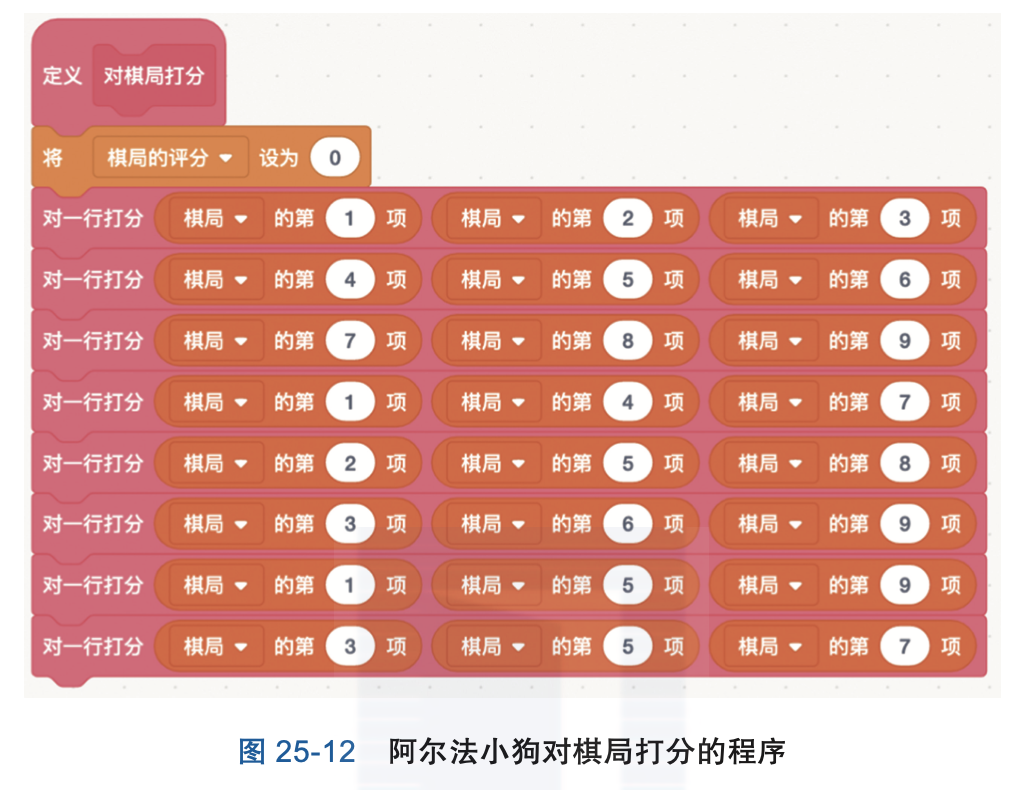 定义 对棋局打分
将 棋局的评分 设为 0
对一行打分 棋局 的第 1 项 棋局 的第 2 项 棋局 的第 3 项
对一行打分 棋局 的第 4 项 棋局 的第 5 项 棋局 的第 6 项
对一行打分 棋局 的第 7 项 棋局 的第 8 项 棋局 的第 9 项
对一行打分 棋局 的第 1 项 棋局 的第 4 项 棋局 的第 7 项
对一行打分 棋局 的第 2 项 棋局 的第 5 项 棋局 的第 8 项
对一行打分 棋局 的第 3 项 棋局 的第 6 项 棋局 的第 9 项
对一行打分 棋局 的第 1 项 棋局 的第 5 项 棋局 的第 9 项
对一行打分 棋局 的第 3 项 棋局 的第 5 项 棋局 的第 7 项
图 25-12 阿尔法小狗对棋局打分的程序